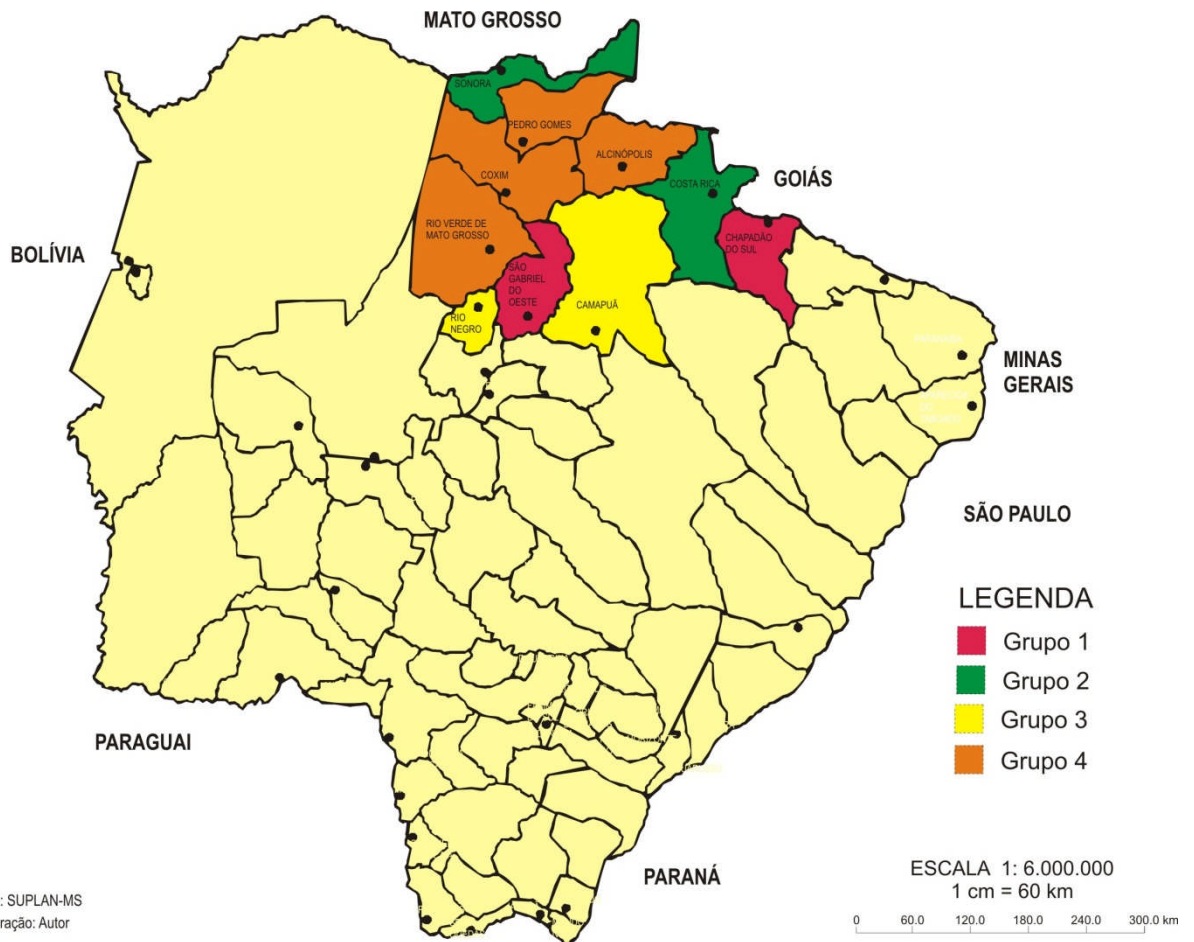 MATO GROSSO
SONORA
PEDRO GOMES
ALCINÓPOLIS
COXIM
COSTA RICA
GOIÁS
RIO VERDE DE
MATO GROSSO
CHAPADÃO
DO SUL
BOLÍVIA
SÃO
GABRIEL
DO
OESTE
RIO
NEGRO
CAMAPUÃ
MINAS
GERAIS
SÃO PAULO
PARAGUAI
PARANÁ
LEGENDA
Grupo 1
Grupo 2
Grupo 3
Grupo 4
ESCALA 1: 6.000.000
1 cm = 60 km
0 60.0 120.0 180.0 240.0 300.0 km
: SUPLAN-MS
ração: Autor